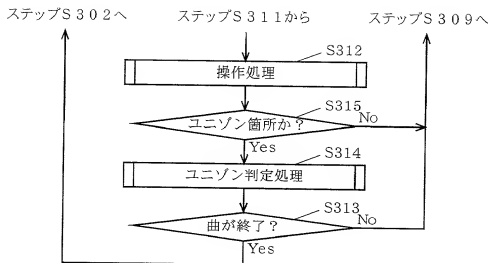 ステップＳ３０２へ ステップＳ３１１から ステップＳ３０９へ
S312
操作処理
S315
ユニゾン箇所か？ No
Yes
S314
ユニゾン判定処理
S313
曲が終了？ No
Yes